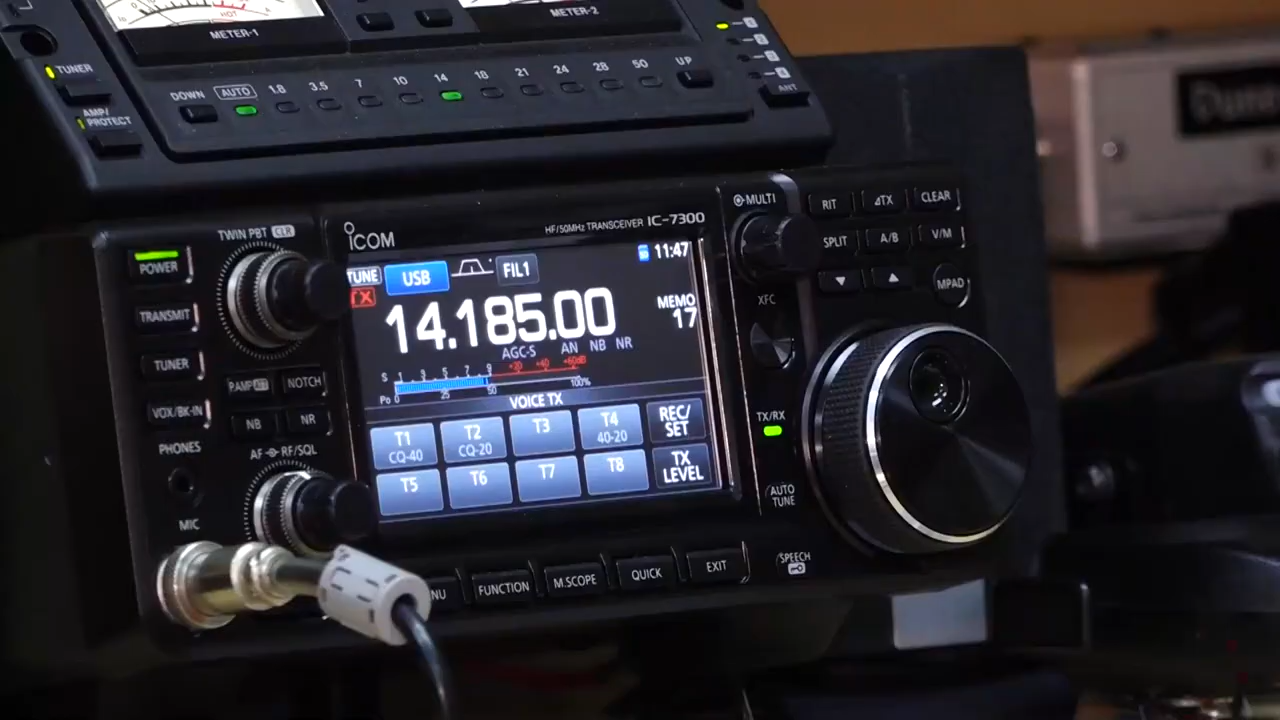 METER-1
METER-2
HOT
TUNER
AMP/
PROTECT
DOWN AUTO 1.8 3.5 7 10 14 18 21 24 28 50 UP
ANT
Dun
TWIN PBT CLR
ICOM
HF/50MHz TRANSCEIVER IC-7300
MULTI
RIT ⊿TX CLEAR
SPLIT A/B V/M
MPAD
XFC
POWER
TRANSMIT
TUNER
VOX/BK-IN
P.AMP ATT NOTCH
NB NR
PHONES
AF RF/SQL
MIC
TUNE USB FIL1 11:47
TX
14.185.00
MEMO
17
AGC-S AN NB NR
S 1 3 5 7 9 +20 +40 +60dB
Po 0 25 50 100%
VOICE TX
T1
CQ-40
T2
CQ-20
T3
T4
40-20
REC/
SET
T5 T6 T7 T8
TX
LEVEL
TX/RX
AUTO
TUNE
SPEECH
NU FUNCTION M.SCOPE QUICK EXIT